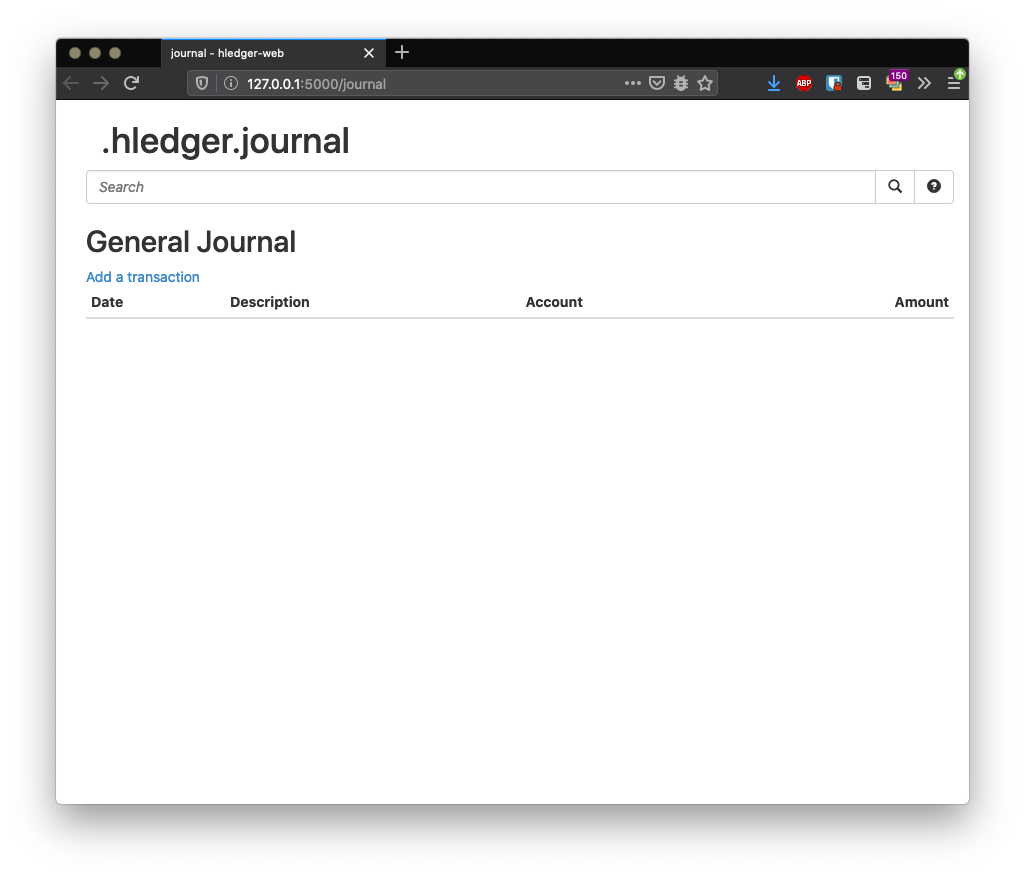 journal - hledger-web
127.0.0.1:5000/journal
ABP
150
.hledger.journal
Search
General Journal
Add a transaction
Date Description Account Amount